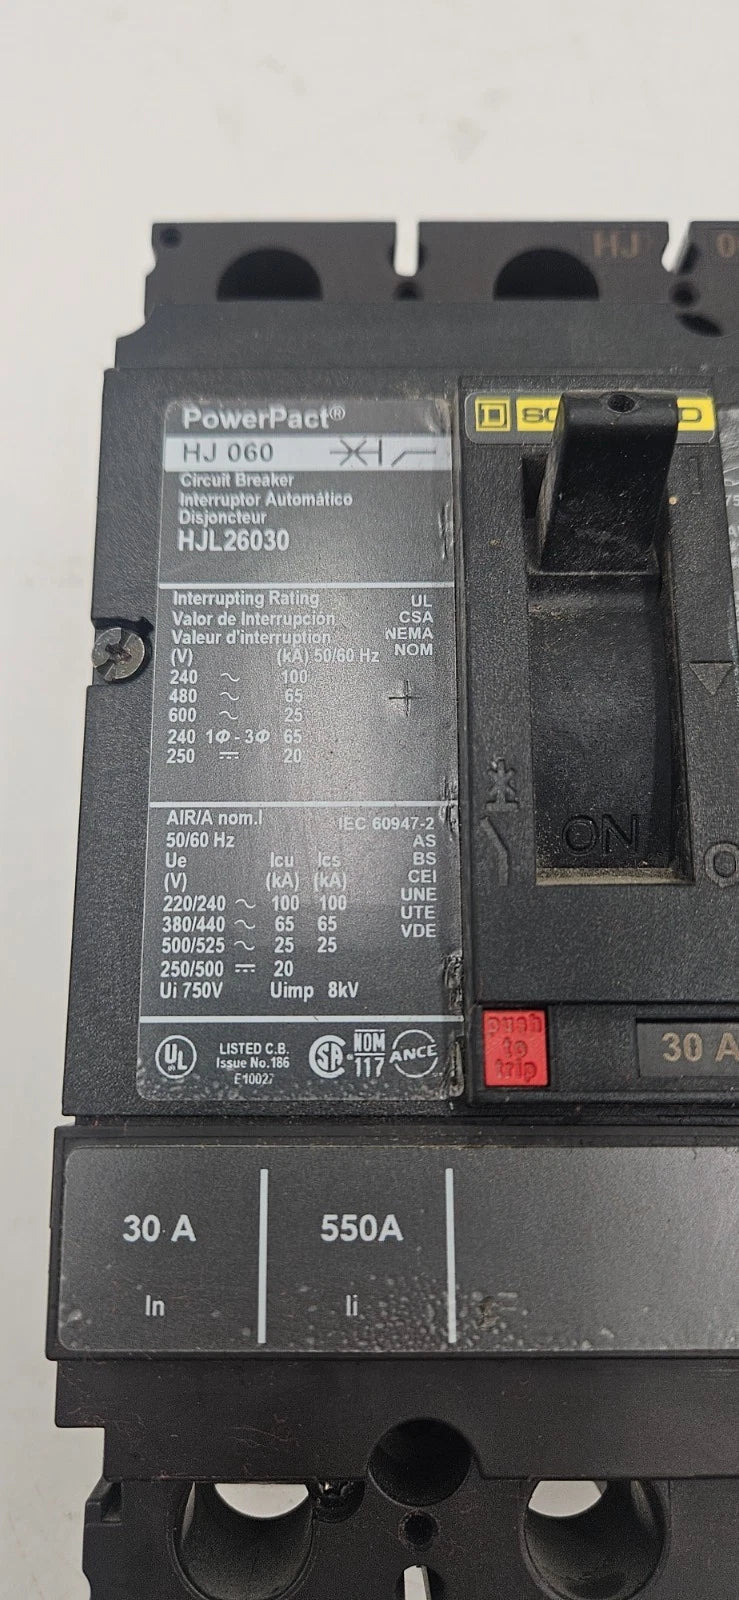 HJ
PowerPact®
HJ 060
Circuit Breaker
Interruptor Automático
Disjoncteur
HJL26030
Interrupting Rating UL
Valor de Interrupción CSA
Valeur d'interruption NEMA
(V) (kA) 50/60 Hz NOM
240 ~ 100
480 ~ 65
600 ~ 25
240 1Φ - 3Φ 65
250 ⎓ 20
AIR/A nom.I IEC 60947-2
50/60 Hz AS
Ue Icu Ics BS
(V) (kA) (kA) CEI
220/240 ~ 100 100 UNE
380/440 ~ 65 65 UTE
500/525 ~ 25 25 VDE
250/500 ⎓ 20
Ui 750V Uimp 8kV
UL LISTED C.B. SA NOM ANCE
Issue No.186 117
E10027
I
ON
O
push
to
trip
30 A
30 A 550A
In Ii